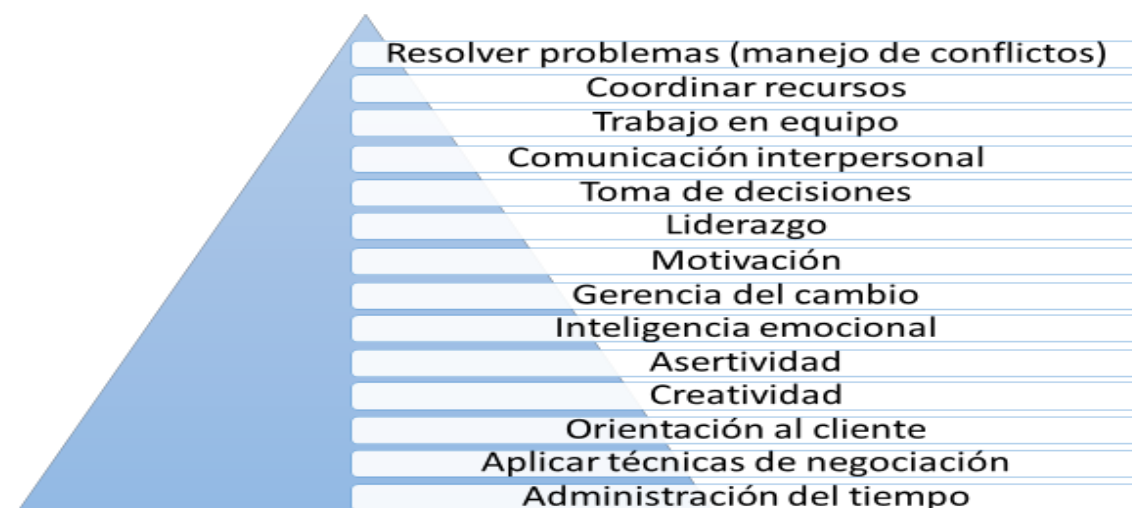 Resolver problemas (manejo de conflictos)
Coordinar recursos
Trabajo en equipo
Comunicación interpersonal
Toma de decisiones
Liderazgo
Motivación
Gerencia del cambio
Inteligencia emocional
Asertividad
Creatividad
Orientación al cliente
Aplicar técnicas de negociación
Administración del tiempo